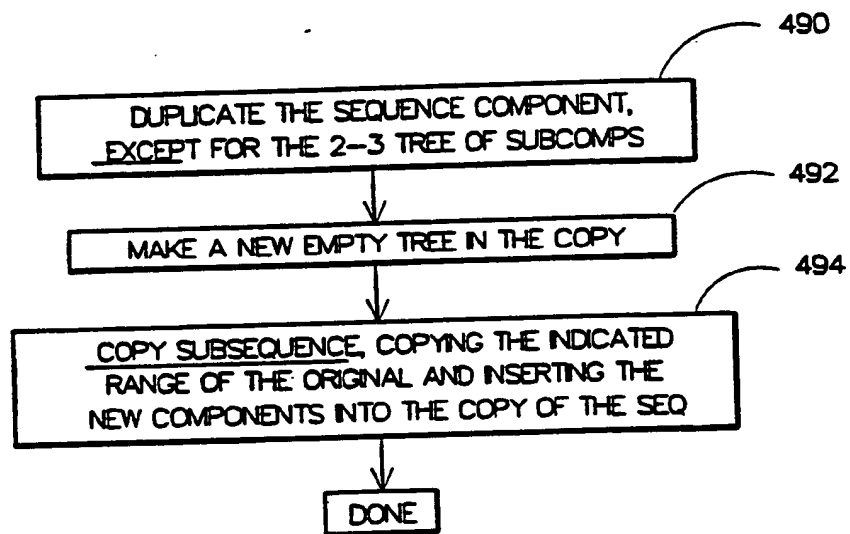 490
DUPLICATE THE SEQUENCE COMPONENT,
EXCEPT FOR THE 2-3 TREE OF SUBCOMPS
492
MAKE A NEW EMPTY TREE IN THE COPY
494
COPY SUBSEQUENCE, COPYING THE INDICATED
RANGE OF THE ORIGINAL AND INSERTING THE
NEW COMPONENTS INTO THE COPY OF THE SEQ
DONE